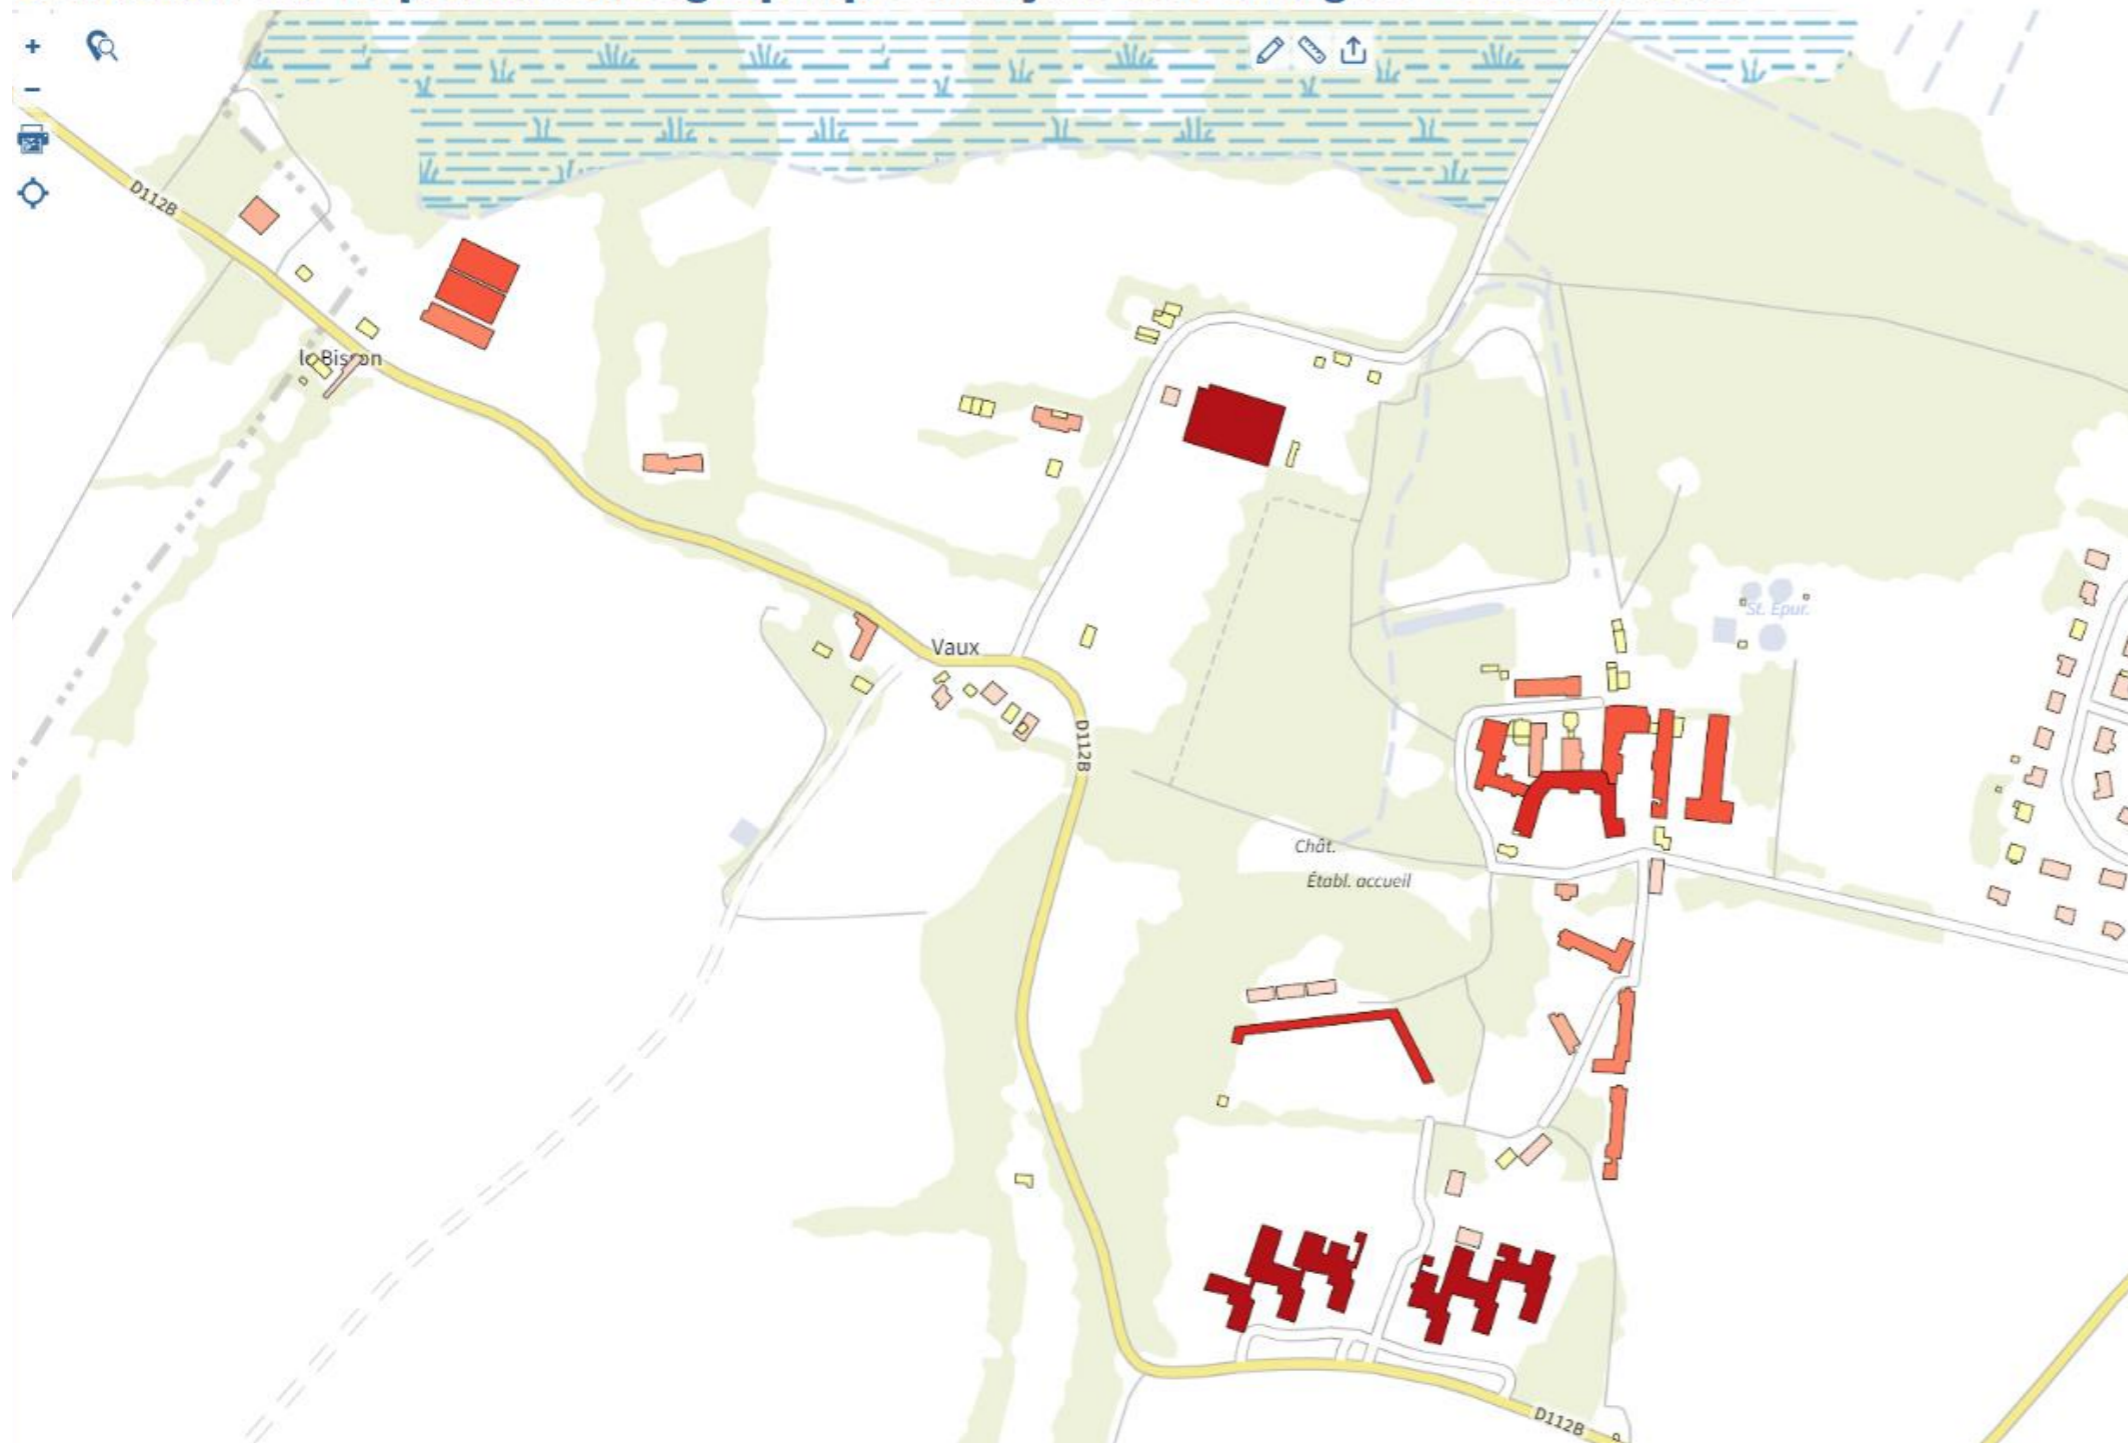 D112B
le Bisson
Vaux
St. Epur.
D112B
Chât.
Établ. accueil
D112B